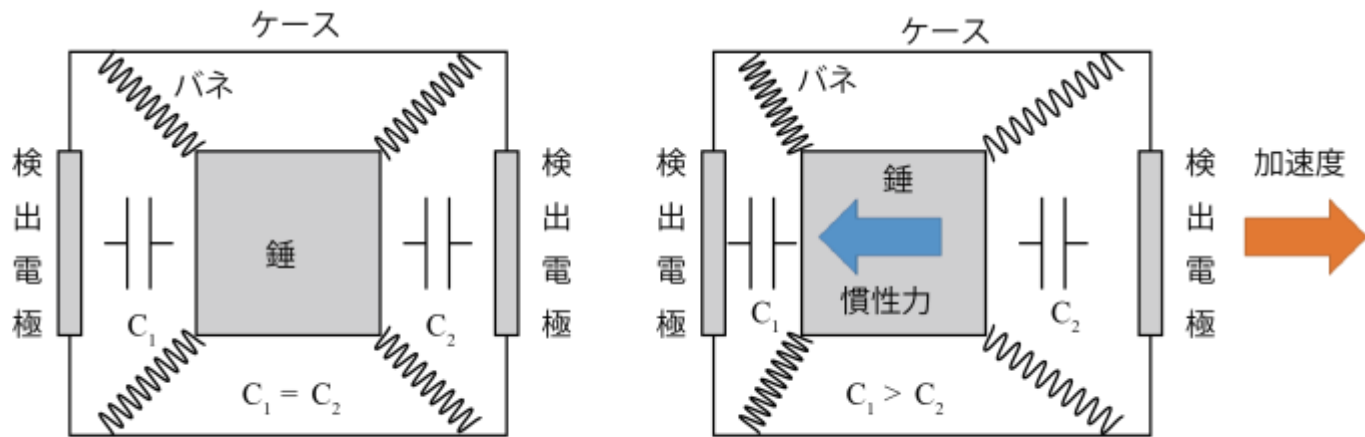 ケース
バネ
検出電極
検出電極
錘
C₁
C₂
C₁ = C₂
ケース
バネ
検出電極
検出電極
加速度
錘
慣性力
C₁
C₂
C₁ > C₂